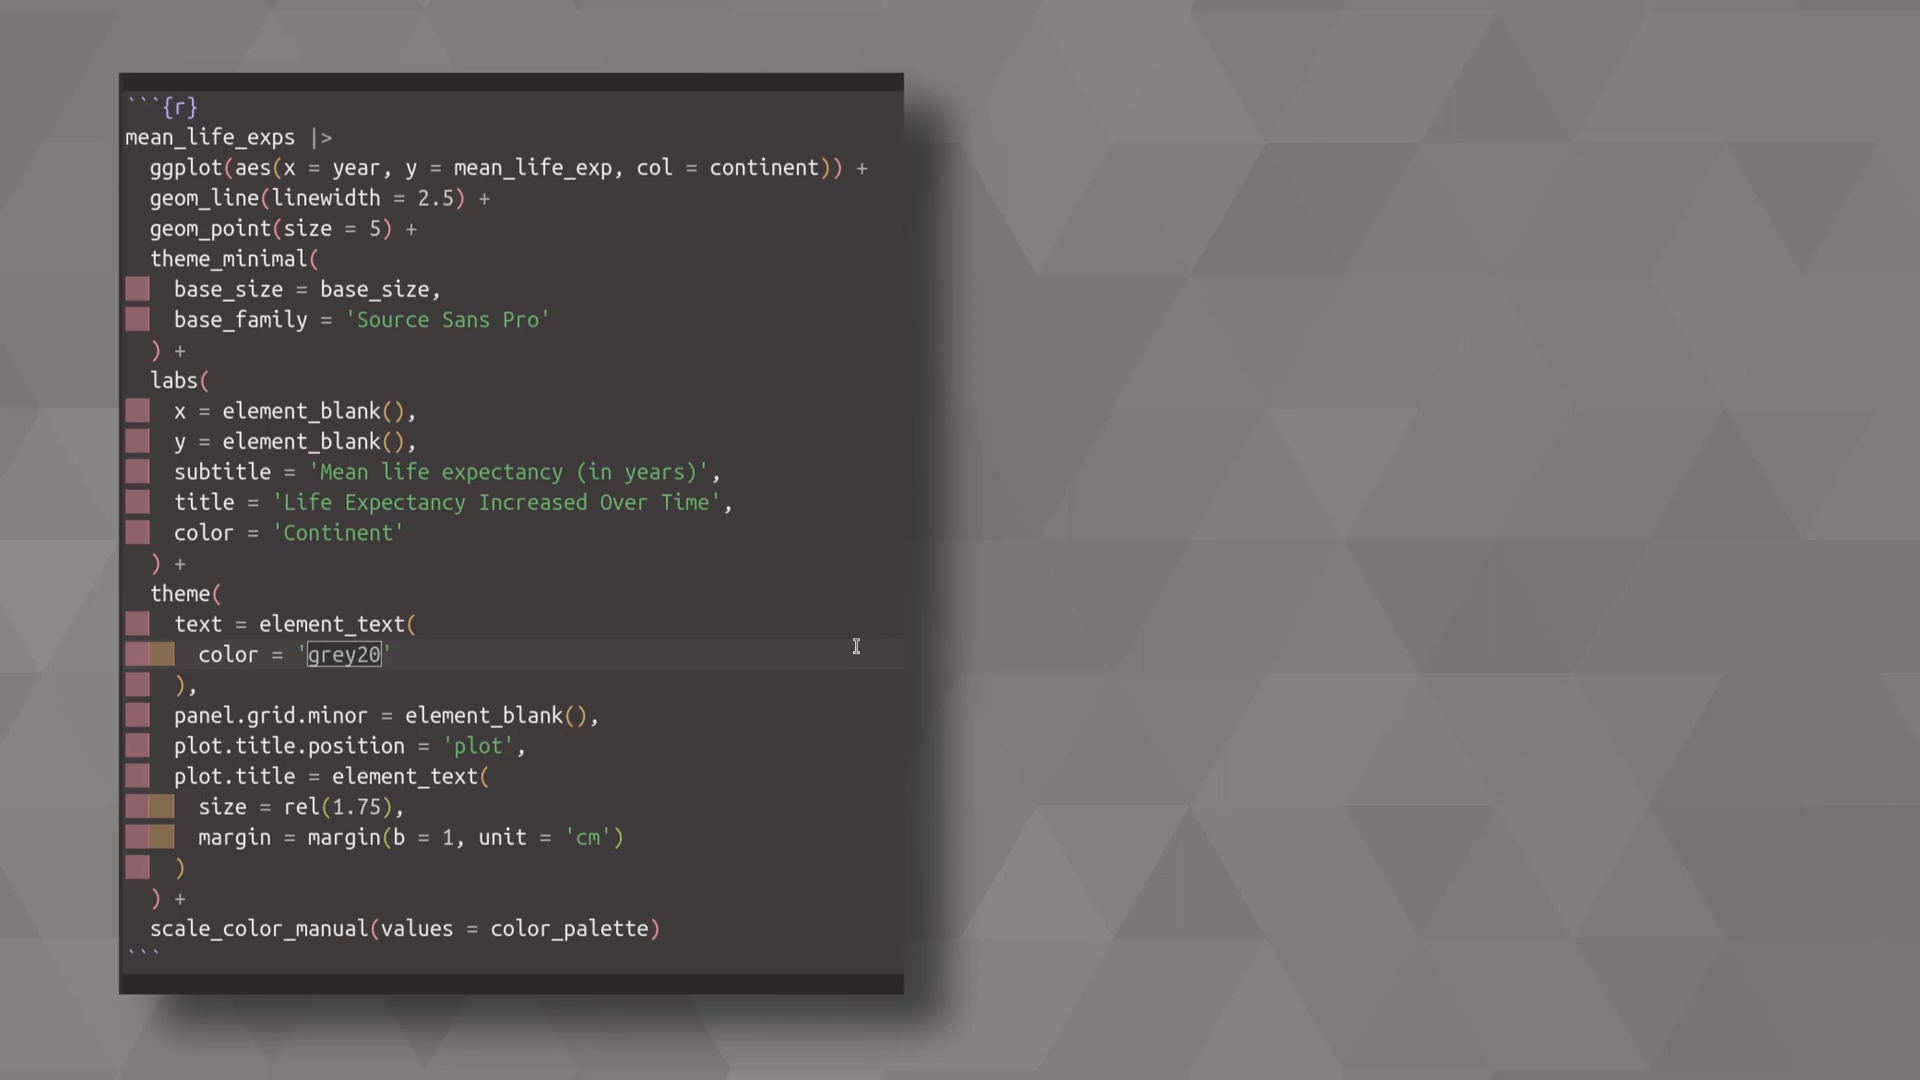 ```{r}
mean_life_exps |>
  ggplot(aes(x = year, y = mean_life_exp, col = continent)) +
  geom_line(linewidth = 2.5) +
  geom_point(size = 5) +
  theme_minimal(
    base_size = base_size,
    base_family = 'Source Sans Pro'
  ) +
  labs(
    x = element_blank(),
    y = element_blank(),
    subtitle = 'Mean life expectancy (in years)',
    title = 'Life Expectancy Increased Over Time',
    color = 'Continent'
  ) +
  theme(
    text = element_text(
      color = 'grey20'
    ),
    panel.grid.minor = element_blank(),
    plot.title.position = 'plot',
    plot.title = element_text(
      size = rel(1.75),
      margin = margin(b = 1, unit = 'cm')
    )
  ) +
  scale_color_manual(values = color_palette)
```